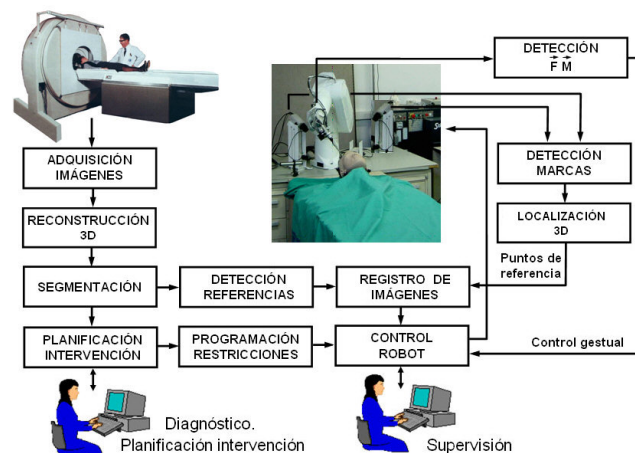 DETECCIÓN
F M
ADQUISICIÓN
IMÁGENES
DETECCIÓN
MARCAS
RECONSTRUCCIÓN
3D
LOCALIZACIÓN
3D
Puntos de
referencia
SEGMENTACIÓN
DETECCIÓN
REFERENCIAS
REGISTRO DE
IMÁGENES
PLANIFICACIÓN
INTERVENCIÓN
PROGRAMACIÓN
RESTRICCIONES
CONTROL
ROBOT
Control gestual
Diagnóstico.
Planificación intervención
Supervisión